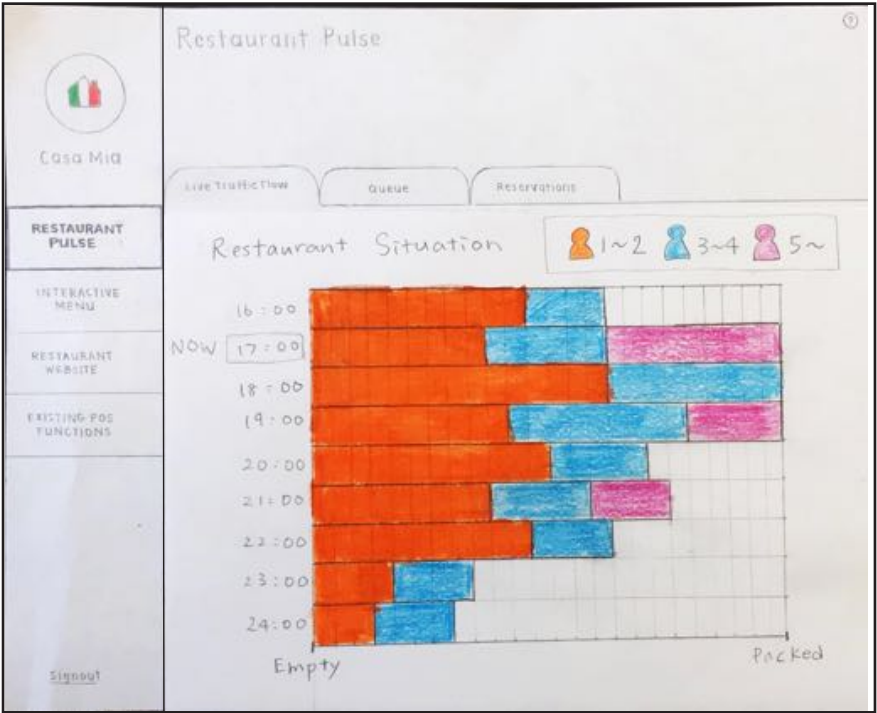 ?
Restaurant Pulse
Casa Mia
Live Traffic Flow
Queue
Reservations
RESTAURANT
PULSE
INTERACTIVE
MENU
RESTAURANT
WEBSITE
EXISTING POS
FUNCTIONS
Signout
Restaurant Situation
1~2 3~4 5~
16:00
NOW 17:00
18:00
19:00
20:00
21:00
22:00
23:00
24:00
Empty
Packed